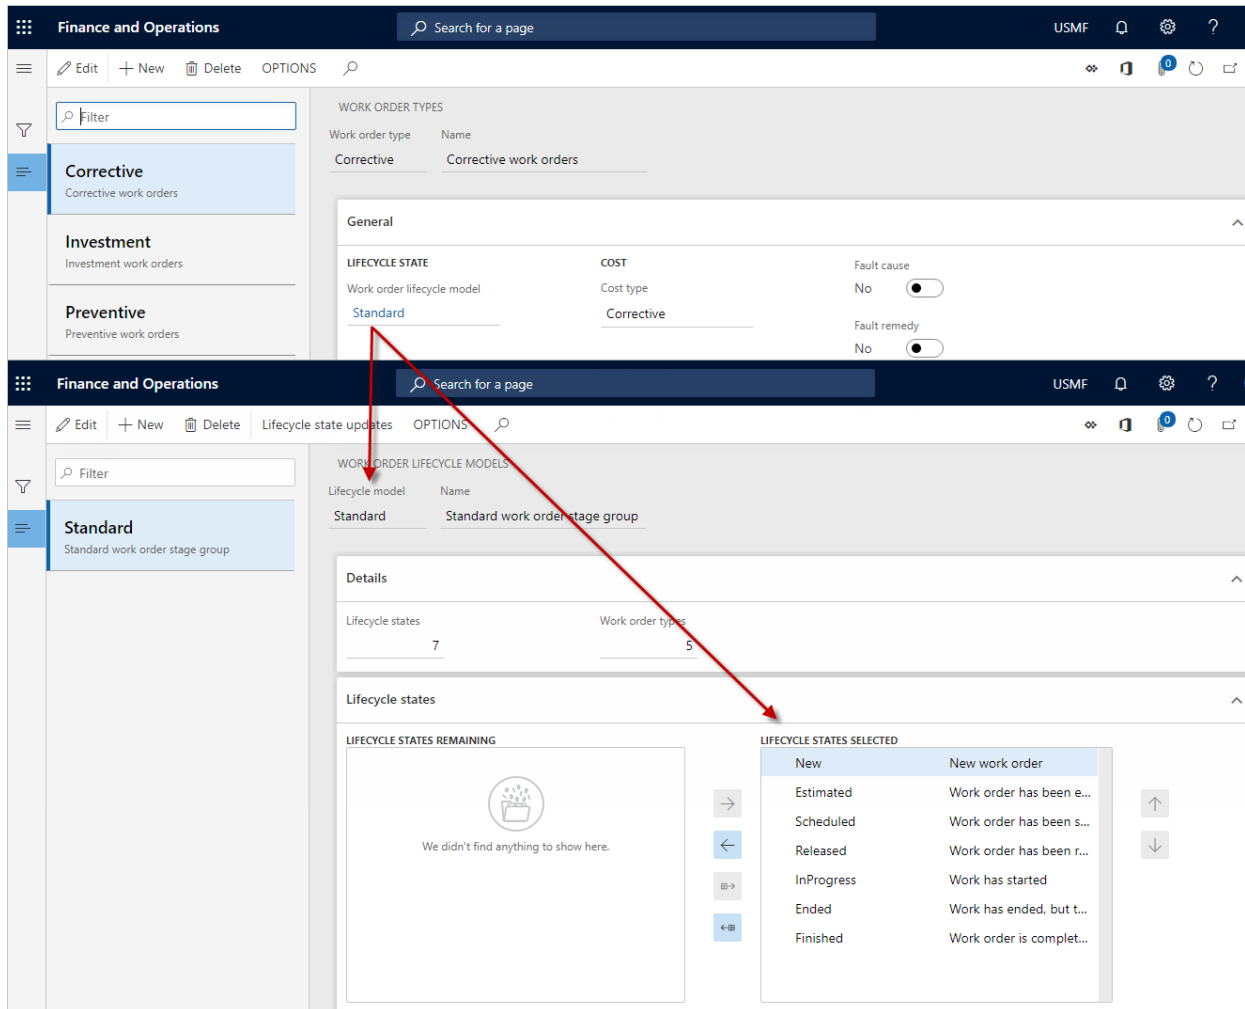 Finance and Operations
Search for a page
USMF
?
Edit
New
Delete
OPTIONS
0
Filter
WORK ORDER TYPES
Work order type
Name
Corrective
Corrective work orders
Corrective
Corrective work orders
Investment
Investment work orders
Preventive
Preventive work orders
General
LIFECYCLE STATE
COST
Fault cause
Work order lifecycle model
Cost type
No
Standard
Corrective
Fault remedy
No
Finance and Operations
Search for a page
USMF
?
Edit
New
Delete
Lifecycle state updates
OPTIONS
0
Filter
WORK ORDER LIFECYCLE MODELS
Lifecycle model
Name
Standard
Standard work order stage group
Standard
Standard work order stage group
Details
Lifecycle states
Work order types
7
5
Lifecycle states
LIFECYCLE STATES REMAINING
We didn't find anything to show here.
LIFECYCLE STATES SELECTED
New New work order
Estimated Work order has been e...
Scheduled Work order has been s...
Released Work order has been r...
InProgress Work has started
Ended Work has ended, but t...
Finished Work order is complet...